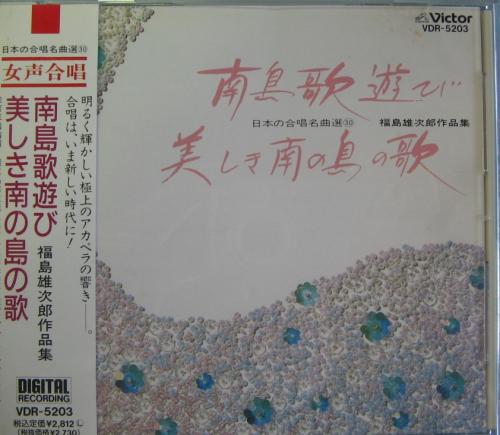 日本の合唱名曲選㉚
女声合唱
明るく輝かしい極上のアカペラの響き——。
合唱は、いま新しい時代に!
南島歌遊び
美しき南の島の歌
福島雄次郎作品集
DIGITAL
RECORDING
VDR-5203
税込定価¥2,812
(税抜価格¥2,730)
Victor
VDR-5203
南島歌遊び
日本の合唱名曲選㉚ 福島雄次郎作品集
美しき南の島の歌